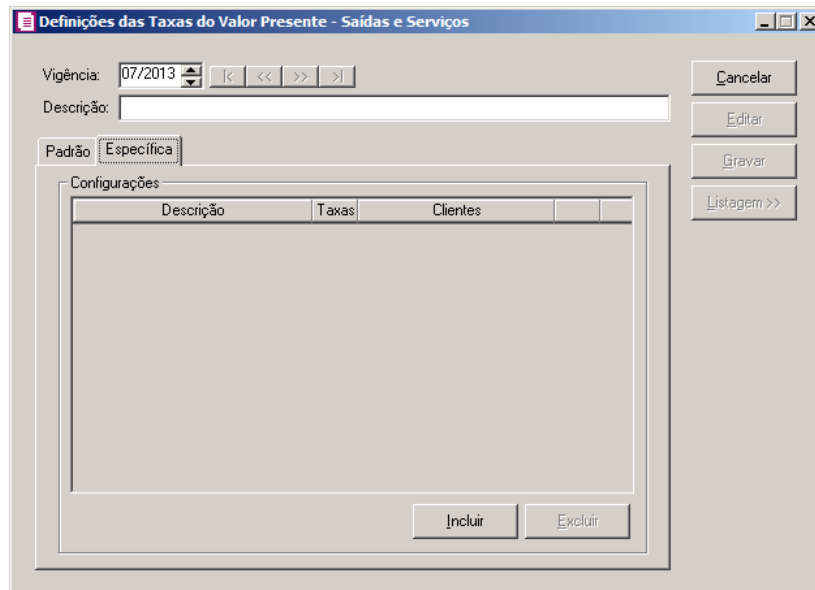 Definições das Taxas do Valor Presente - Saídas e Serviços
Vigência: 07/2013 |< << >> >|
Cancelar
Descrição:
Editar
Padrão Específica
Gravar
Configurações
Listagem >>
Descrição Taxas Clientes
Incluir Excluir